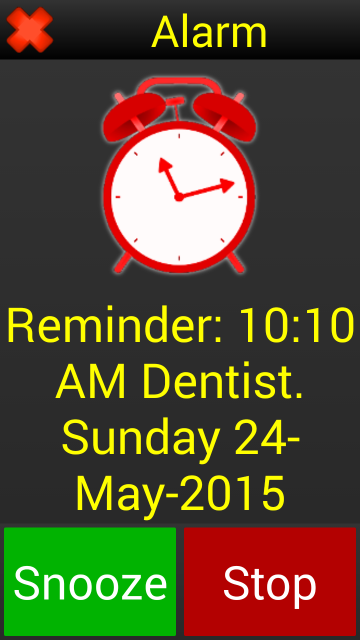 Alarm
Reminder: 10:10
AM Dentist.
Sunday 24-
May-2015
Snooze
Stop